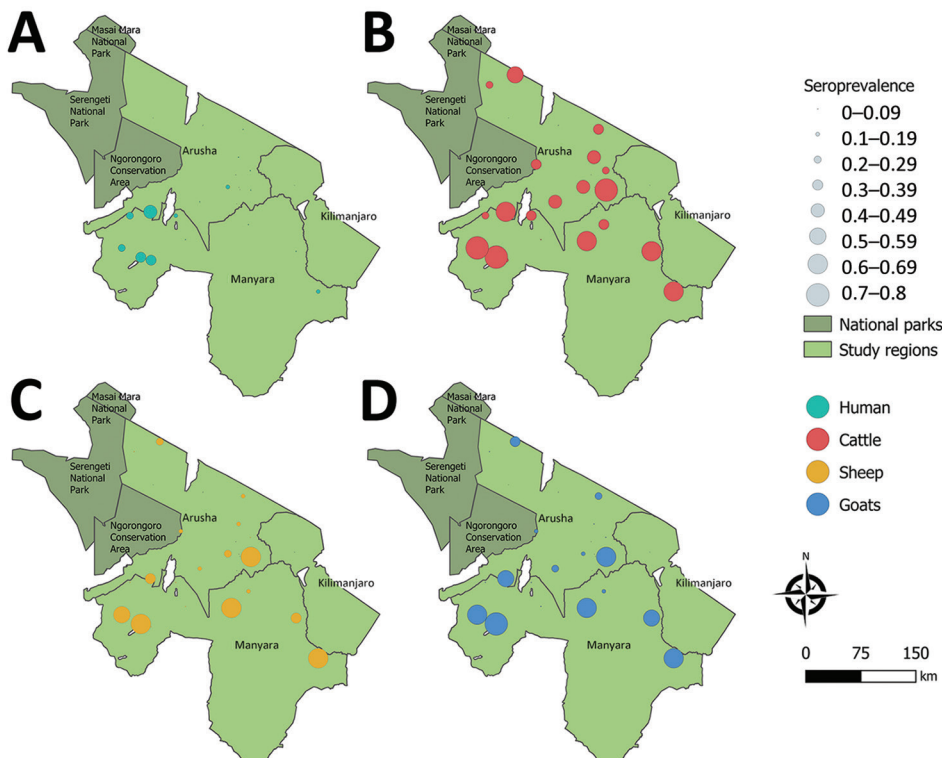 A
Masai Mara
National
Park
Serengeti
National
Park
Ngorongoro
Conservation
Area
Arusha
Kilimanjaro
Manyara
B
Masai Mara
National
Park
Serengeti
National
Park
Ngorongoro
Conservation
Area
Arusha
Kilimanjaro
Manyara
Seroprevalence
0–0.09
0.1–0.19
0.2–0.29
0.3–0.39
0.4–0.49
0.5–0.59
0.6–0.69
0.7–0.8
National parks
Study regions
Human
Cattle
Sheep
Goats
C
Masai Mara
National
Park
Serengeti
National
Park
Ngorongoro
Conservation
Area
Arusha
Kilimanjaro
Manyara
D
Masai Mara
National
Park
Serengeti
National
Park
Ngorongoro
Conservation
Area
Arusha
Kilimanjaro
Manyara
N
0 75 150
km